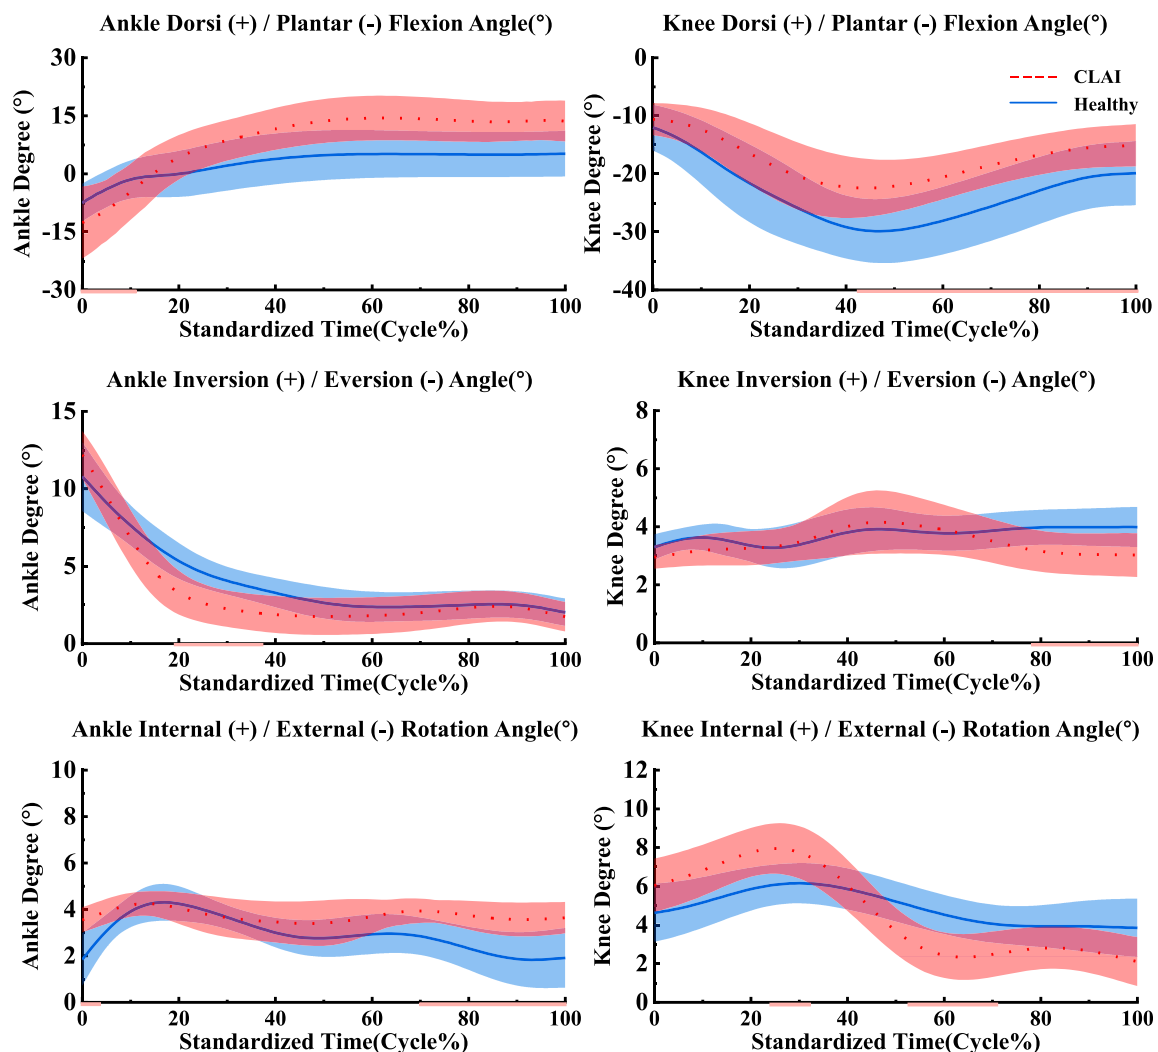 Ankle Dorsi (+) / Plantar (-) Flexion Angle(°)
Ankle Degree (°)
30
15
0
-15
-30
0 20 40 60 80 100
Standardized Time(Cycle%)
Knee Dorsi (+) / Plantar (-) Flexion Angle(°)
CLAI
Healthy
Knee Degree (°)
0
-10
-20
-30
-40
0 20 40 60 80 100
Standardized Time(Cycle%)
Ankle Inversion (+) / Eversion (-) Angle(°)
Ankle Degree (°)
15
10
5
0
0 20 40 60 80 100
Standardized Time(Cycle%)
Knee Inversion (+) / Eversion (-) Angle(°)
Knee Degree (°)
8
6
4
2
0
0 20 40 60 80 100
Standardized Time(Cycle%)
Ankle Internal (+) / External (-) Rotation Angle(°)
Ankle Degree (°)
10
8
6
4
2
0
0 20 40 60 80 100
Standardized Time(Cycle%)
Knee Internal (+) / External (-) Rotation Angle(°)
Knee Degree (°)
12
10
8
6
4
2
0
0 20 40 60 80 100
Standardized Time(Cycle%)